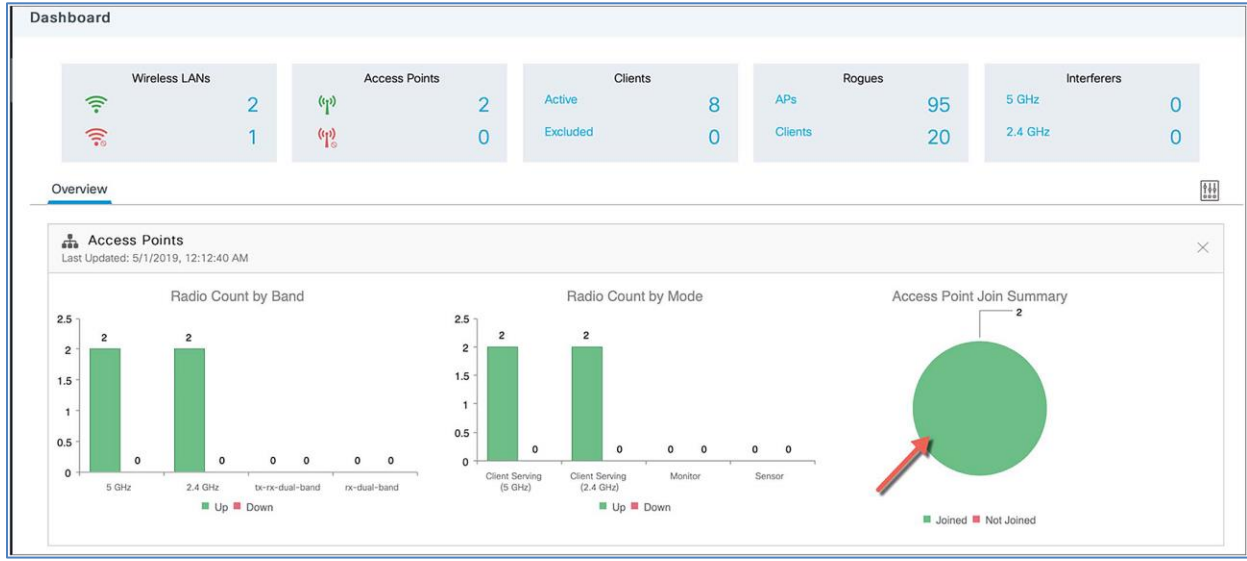 Dashboard
Wireless LANs
2
1
Access Points
2
0
Clients
Active 8
Excluded 0
Rogues
APs 95
Clients 20
Interferers
5 GHz 0
2.4 GHz 0
Overview
Access Points
Last Updated: 5/1/2019, 12:12:40 AM
Radio Count by Band
2.5
2
1.5
1
0.5
0
2 0 2 0 0 0 0 0
5 GHz 2.4 GHz tx-rx-dual-band rx-dual-band
Up Down
Radio Count by Mode
2.5
2
1.5
1
0.5
0
2 0 2 0 0 0 0 0
Client Serving (5 GHz) Client Serving (2.4 GHz) Monitor Sensor
Up Down
Access Point Join Summary
2
Joined Not Joined